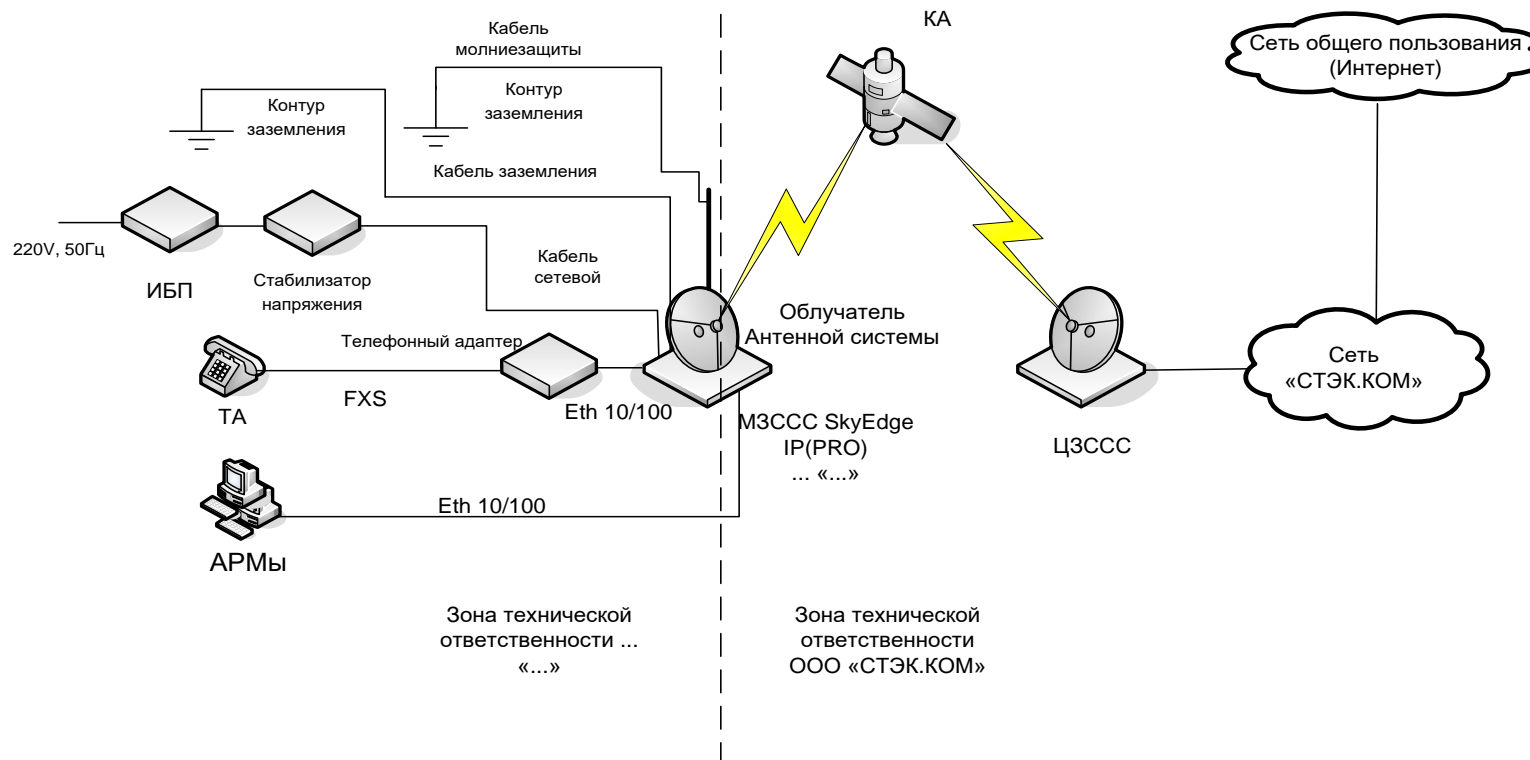 Кабель
молниезащиты
КА
Сеть общего пользования
(Интернет)
Контур
заземления
Контур
заземления
Кабель заземления
220V, 50Гц
ИБП
Стабилизатор
напряжения
Кабель
сетевой
Облучатель
Антенной системы
Телефонный адаптер
ТА
FXS
Eth 10/100
МЗССС SkyEdge
IP(PRO)
... «...»
ЦЗССС
Сеть
«СТЭК.КОМ»
Eth 10/100
АРМы
Зона технической
ответственности ...
«...»
Зона технической
ответственности
ООО «СТЭК.КОМ»